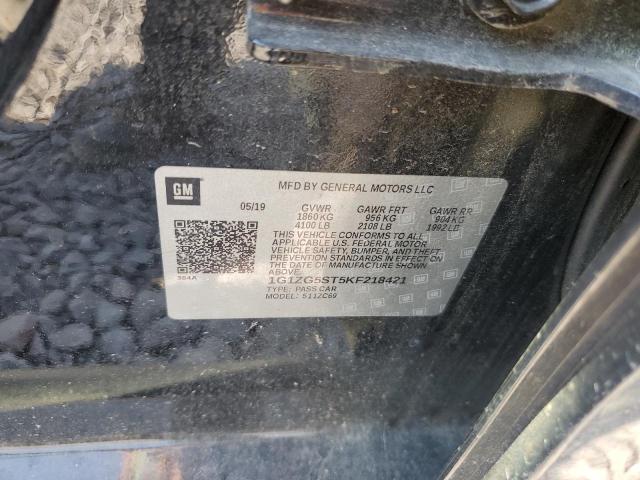 GM
MFD BY GENERAL MOTORS LLC
05/19 GVWR GAWR FRT GAWR RR
1860 KG 956 KG 904 KG
4100 LB 2108 LB 1992 LB
THIS VEHICLE CONFORMS TO ALL
APPLICABLE U.S. FEDERAL MOTOR
VEHICLE SAFETY, BUMPER, AND THEFT
PREVENTION STANDARDS IN EFFECT ON
THE DATE OF MANUFACTURE SHOWN
ABOVE.
384A
1G1ZG5ST5KF218421
TYPE: PASS CAR
MODEL: 511ZC69